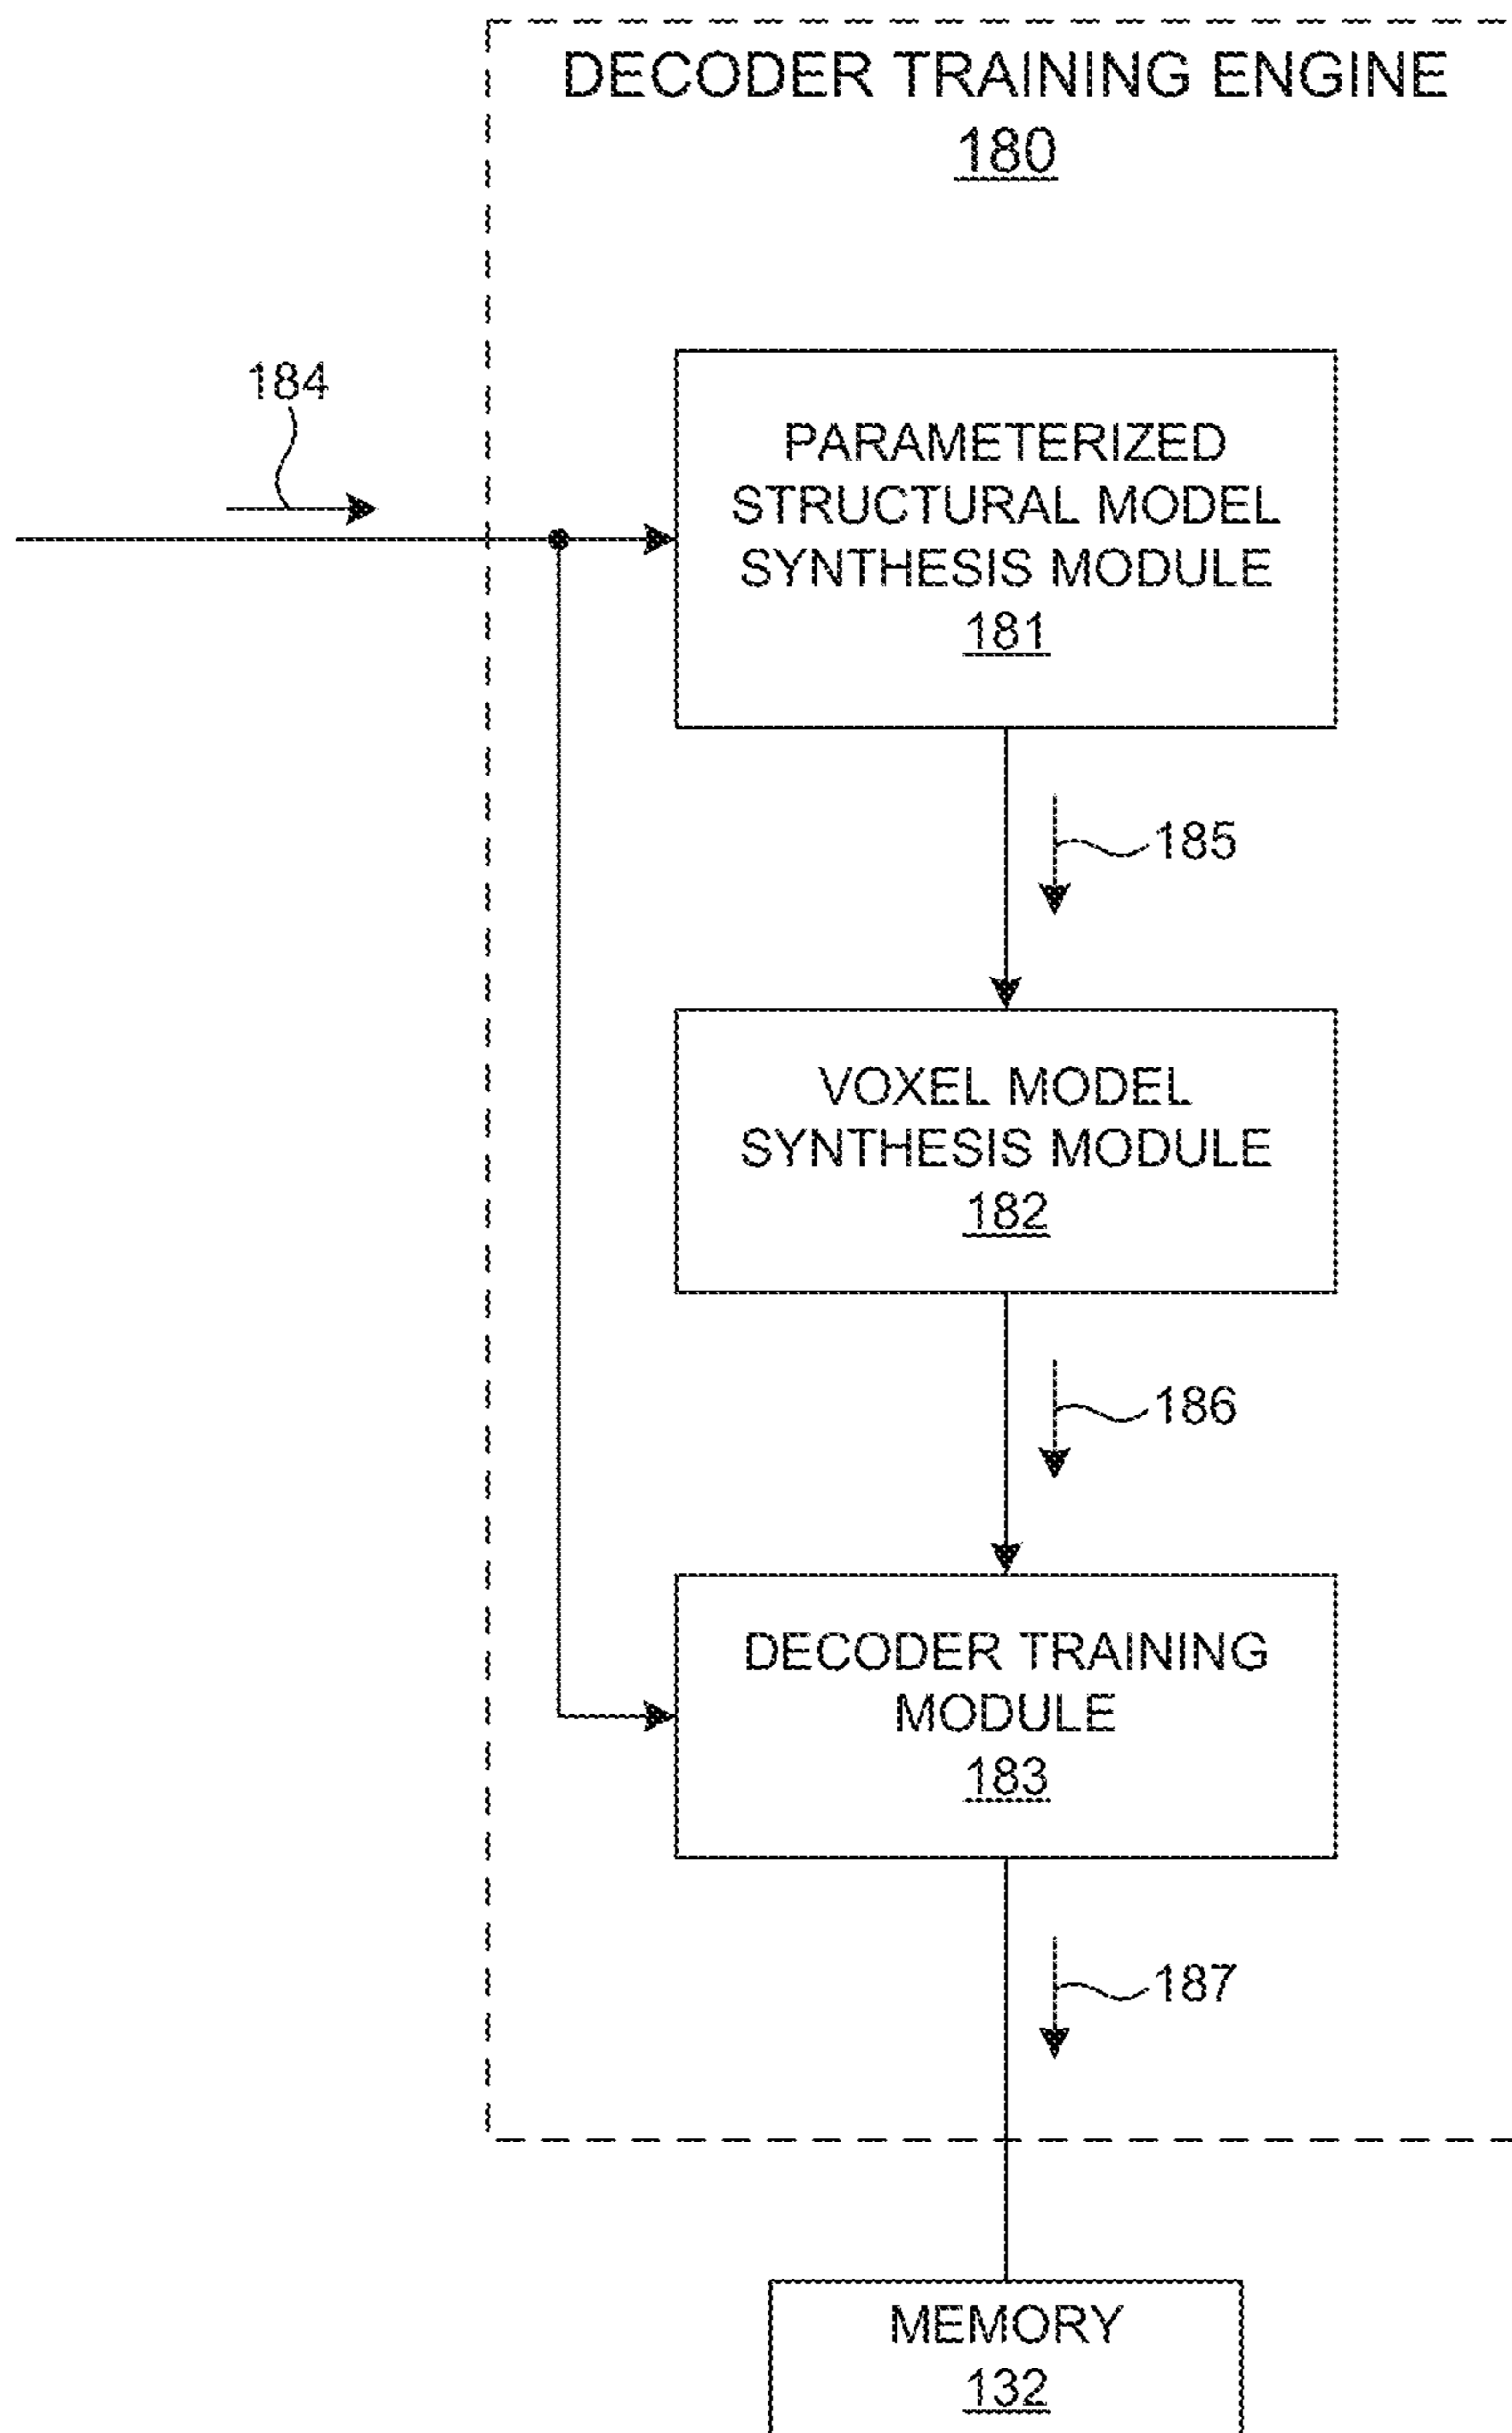 DECODER TRAINING ENGINE
180
184
PARAMETERIZED
STRUCTURAL MODEL
SYNTHESIS MODULE
181
185
VOXEL MODEL
SYNTHESIS MODULE
182
186
DECODER TRAINING
MODULE
183
187
MEMORY
132